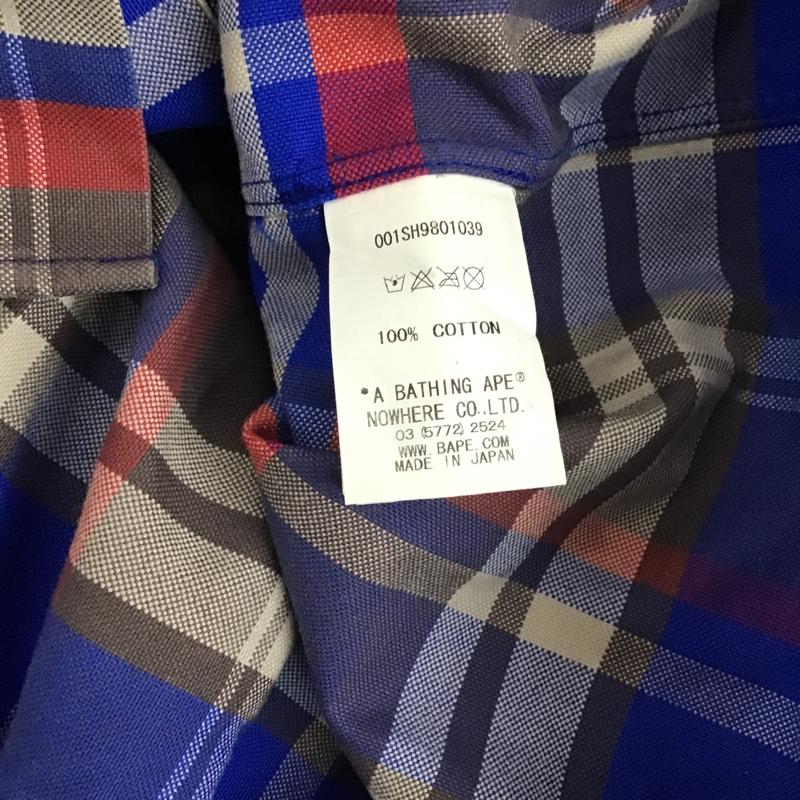 001SH9801039
100% COTTON
*A BATHING APE®
NOWHERE CO.,LTD.
03 (5772) 2524
WWW.BAPE.COM
MADE IN JAPAN